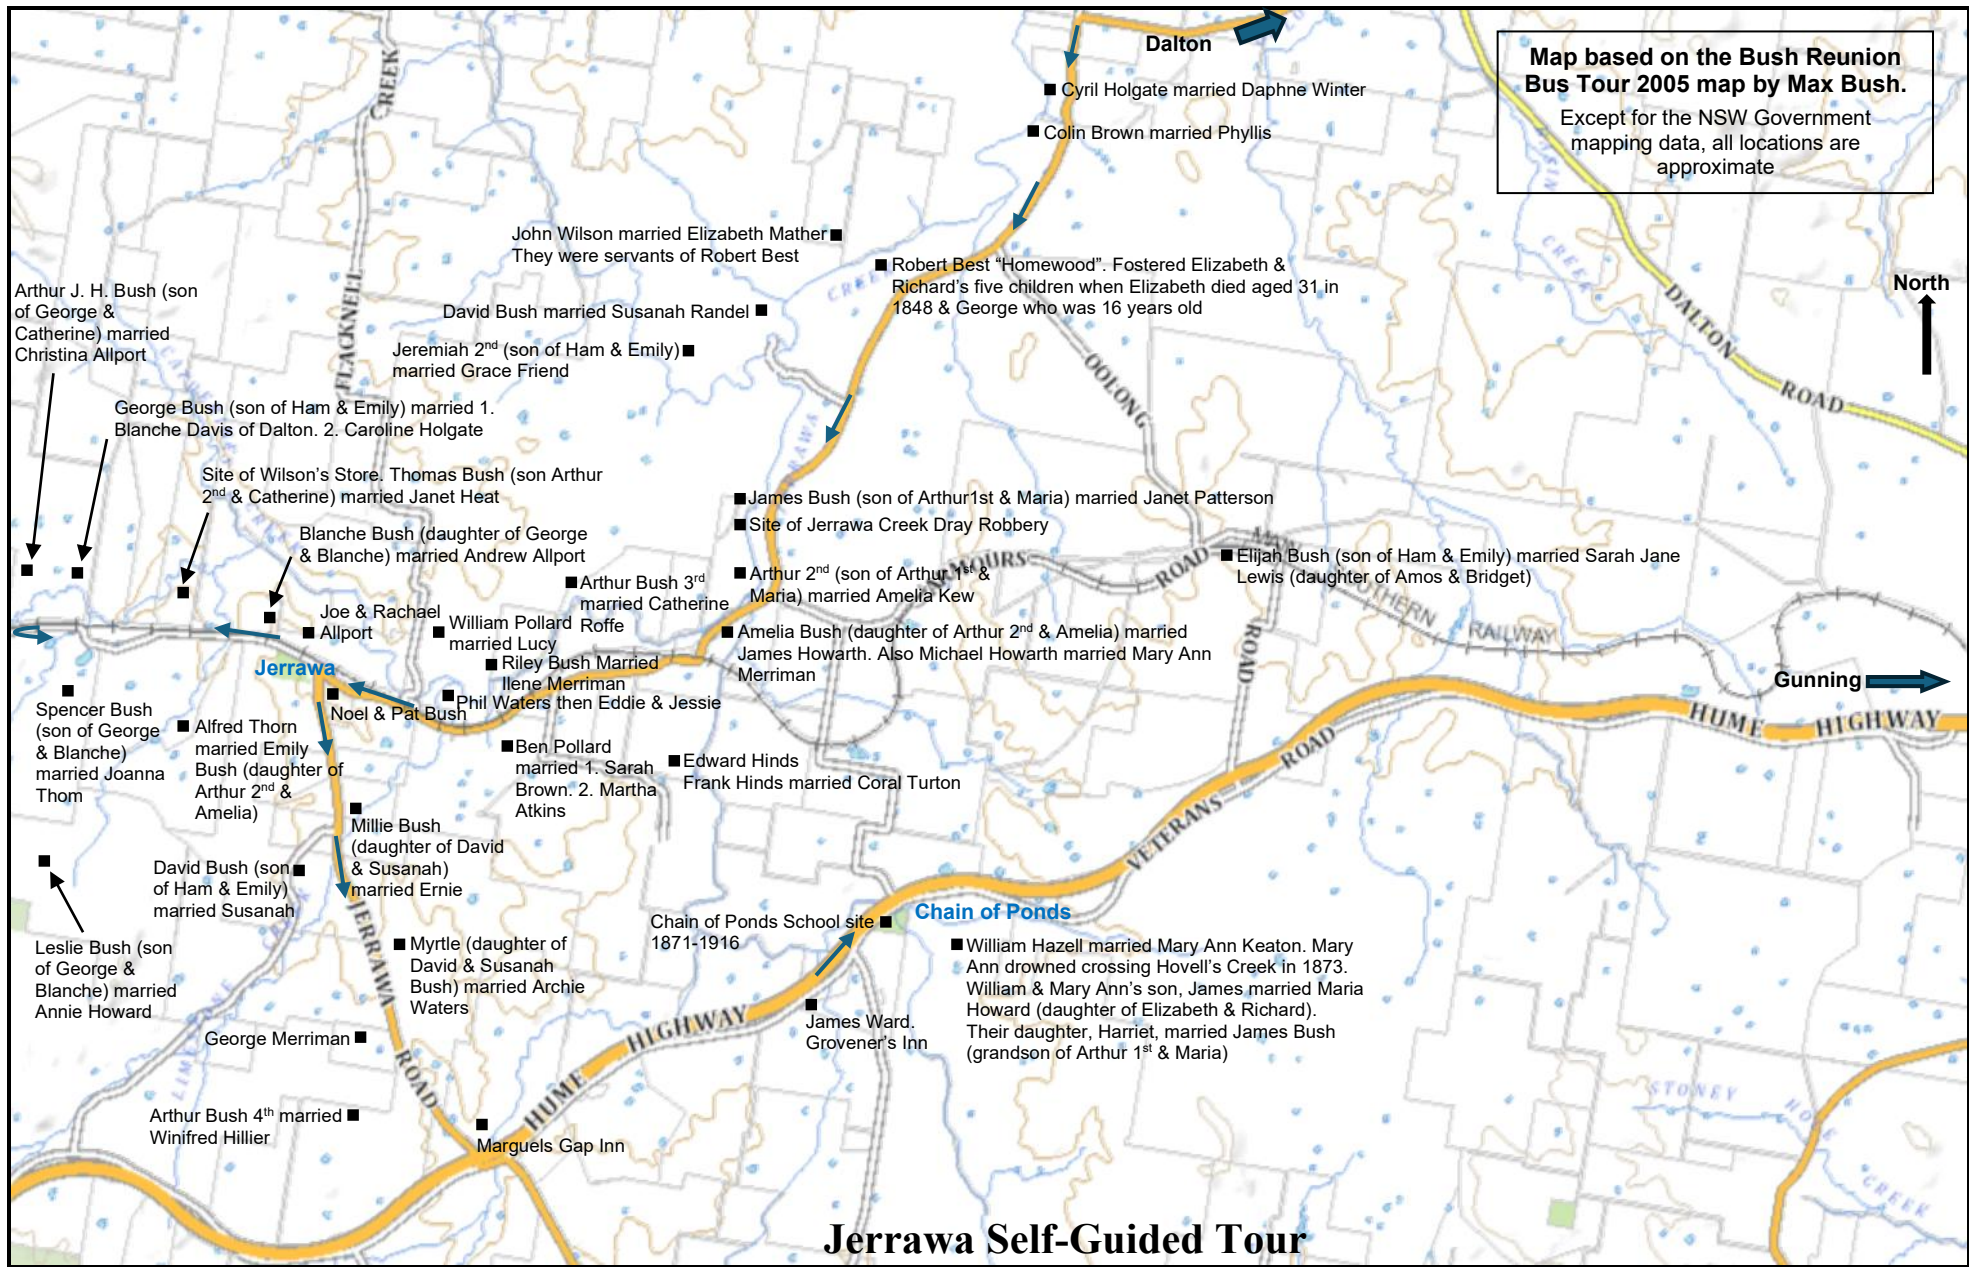 Dalton
Map based on the Bush Reunion
Bus Tour 2005 map by Max Bush.
Except for the NSW Government
mapping data, all locations are
approximate
CREEK
Cyril Holgate married Daphne Winter
Colin Brown married Phyllis
John Wilson married Elizabeth Mather
They were servants of Robert Best
CREEK
CREEK
Robert Best “Homewood”. Fostered Elizabeth &
Richard’s five children when Elizabeth died aged 31 in
1848 & George who was 16 years old
North
DALTON
ROAD
Arthur J. H. Bush (son
of George &
Catherine) married
Christina Allport
FLACKNELL
David Bush married Susanah Randel
Jeremiah 2nd (son of Ham & Emily)
married Grace Friend
OOLONG
George Bush (son of Ham & Emily) married 1.
Blanche Davis of Dalton. 2. Caroline Holgate
Site of Wilson’s Store. Thomas Bush (son Arthur
2nd & Catherine) married Janet Heat
James Bush (son of Arthur1st & Maria) married Janet Patterson
Site of Jerrawa Creek Dray Robbery
Blanche Bush (daughter of George
& Blanche) married Andrew Allport
MAIN
SOUTHERN
RAILWAY
ROAD
Elijah Bush (son of Ham & Emily) married Sarah Jane
Lewis (daughter of Amos & Bridget)
Arthur 2nd (son of Arthur 1st &
Maria) married Amelia Kew
Arthur Bush 3rd
married Catherine
Roffe
Joe & Rachael
Allport
William Pollard
married Lucy
Amelia Bush (daughter of Arthur 2nd & Amelia) married
James Howarth. Also Michael Howarth married Mary Ann
Merriman
ROAD
Jerrawa
Riley Bush Married
Ilene Merriman
Phil Waters then Eddie & Jessie
Noel & Pat Bush
Gunning
HUME
HIGHWAY
Spencer Bush
(son of George
& Blanche)
married Joanna
Thom
Alfred Thorn
married Emily
Bush (daughter of
Arthur 2nd &
Amelia)
Ben Pollard
married 1. Sarah
Brown. 2. Martha
Atkins
Edward Hinds
Frank Hinds married Coral Turton
VETERANS
ROAD
Millie Bush
(daughter of David
& Susanah)
married Ernie
David Bush (son
of Ham & Emily)
married Susanah
Leslie Bush (son
of George &
Blanche) married
Annie Howard
JERRAWA
ROAD
Chain of Ponds School site
1871-1916
Chain of Ponds
Myrtle (daughter of
David & Susanah
Bush) married Archie
Waters
William Hazell married Mary Ann Keaton. Mary
Ann drowned crossing Hovell’s Creek in 1873.
William & Mary Ann’s son, James married Maria
Howard (daughter of Elizabeth & Richard).
Their daughter, Harriet, married James Bush
(grandson of Arthur 1st & Maria)
James Ward.
Grovener's Inn
HUME
HIGHWAY
George Merriman
Arthur Bush 4th married
Winifred Hillier
Marguels Gap Inn
STONEY
CREEK
Jerrawa Self-Guided Tour